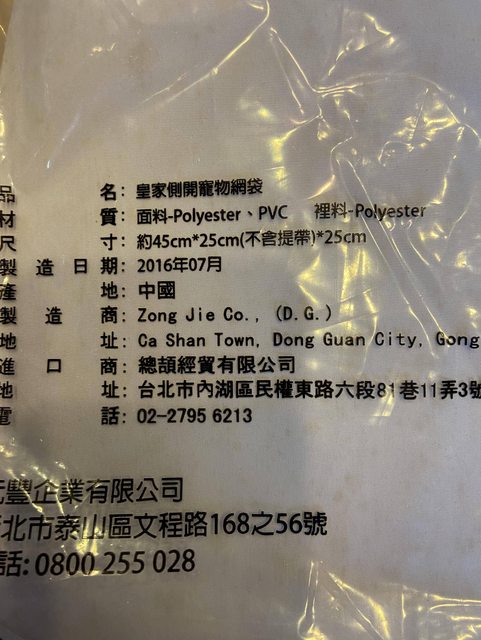 品 名: 皇家側開寵物網袋
材 質: 面料-Polyester、PVC 裡料-Polyester
尺 寸: 約45cm*25cm(不含提帶)*25cm
製 造 日 期: 2016年07月
產 地: 中國
製 造 商: Zong Jie Co., (D.G.)
地 址: Ca Shan Town, Dong Guan City, Gong
進 口 商: 總頡經貿有限公司
地 址: 台北市內湖區民權東路六段81巷11弄3號
電 話: 02-2795 6213
豐企業有限公司
北市泰山區文程路168之56號
話: 0800 255 028